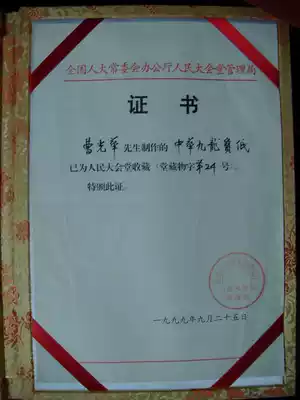 全国人大常委会办公厅人民大会堂管理局
证书
曹光华先生制作的中华九龙宝纸
已为人民大会堂收藏（堂藏物字第24号）。
特颁此证。
一九九九年九月二十五日